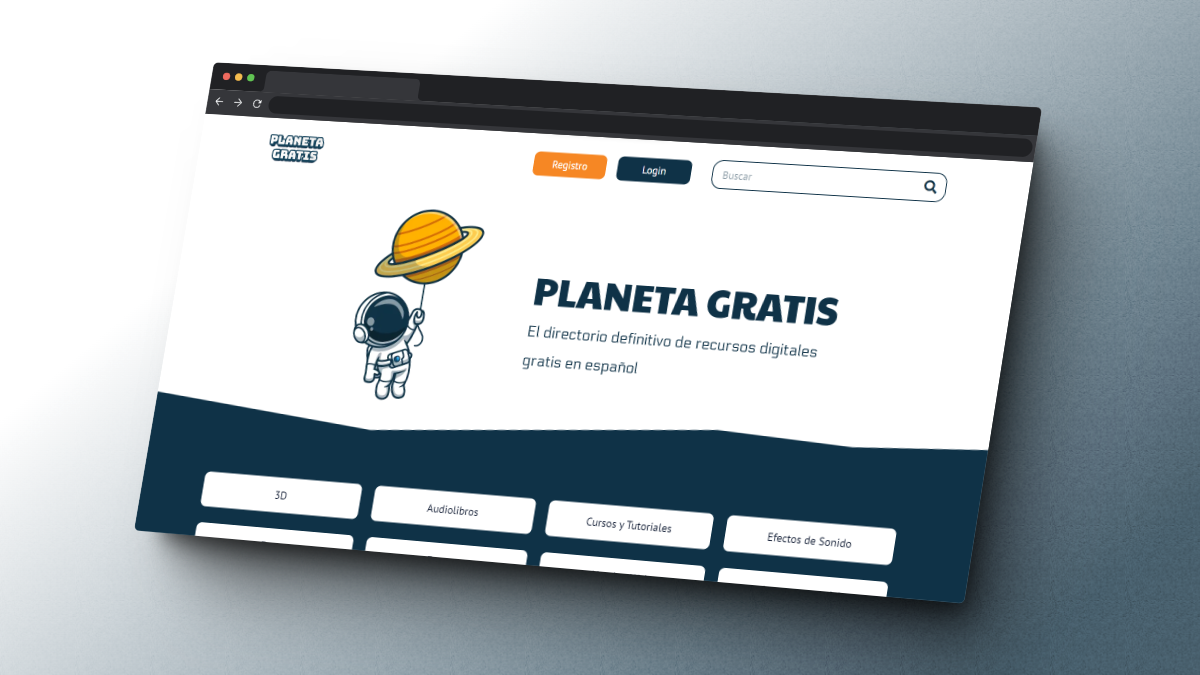 PLANETA
GRATIS
Registro
Login
Buscar
PLANETA GRATIS
El directorio definitivo de recursos digitales
gratis en español
3D
Audiolibros
Cursos y Tutoriales
Efectos de Sonido